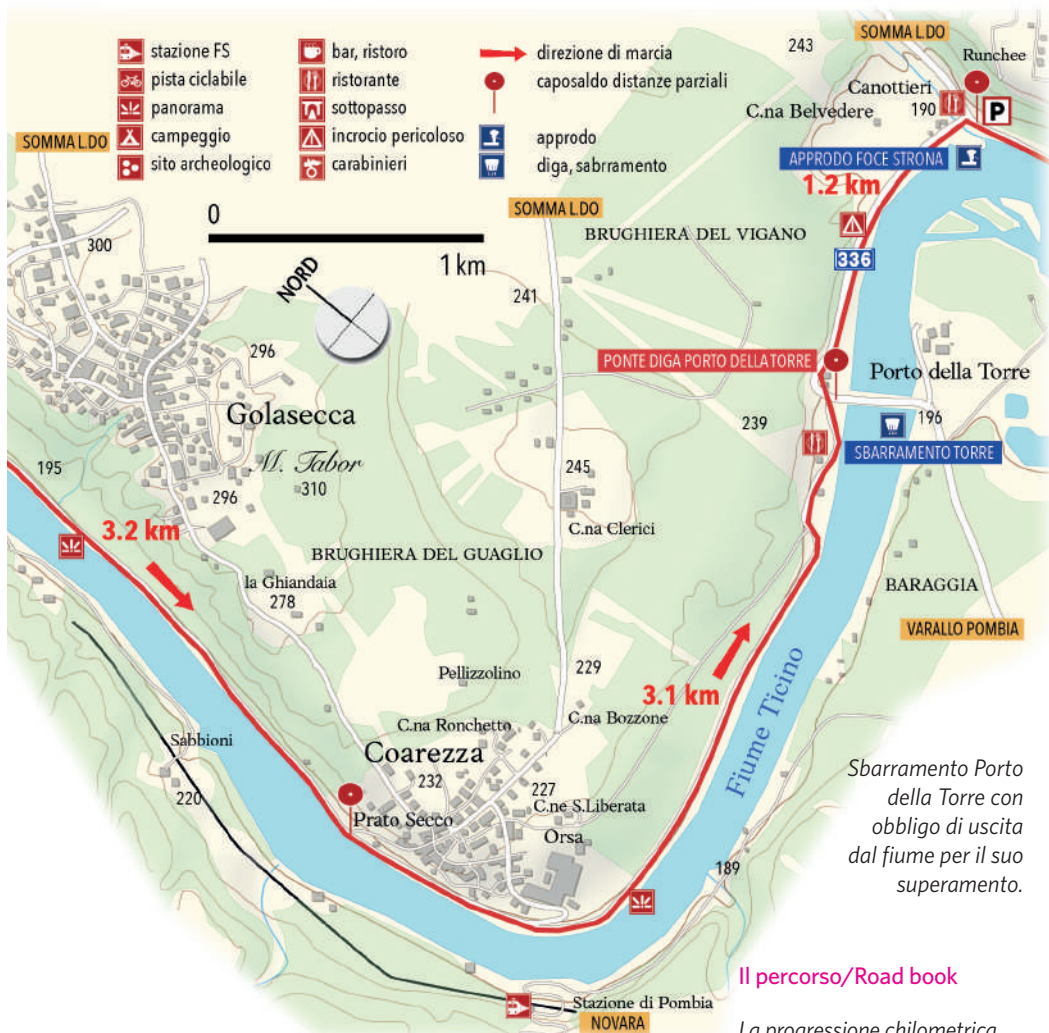 stazione FS
pista ciclabile
panorama
campeggio
sito archeologico
bar, ristoro
ristorante
sottopasso
incrocio pericoloso
carabinieri
direzione di marcia
caposaldo distanze parziali
approdo
diga, sabramento
SOMMA L.DO
243
Runchee
Canottieri
190
P
C.na Belvedere
APPRODO FOCE STRONA
1.2 km
SOMMA L.DO
300
0
1 km
NORD
SOMMA L.DO
BRUGHIERA DEL VIGANO
336
241
296
Golasecca
M. Tabor
310
296
195
3.2 km
PONTE DIGA PORTO DELLA TORRE
Porto della Torre
239
196
SBARRAMENTO TORRE
245
C.na Clerici
BRUGHIERA DEL GUAGLIO
la Ghiandaia
278
BARAGGIA
VARALLO POMBIA
Pellizzolino
229
3.1 km
C.na Ronchetto
C.na Bozzone
Coarezza
232
227
C.ne S.Liberata
Orsa
Prato Secco
Sabbioni
220
Fiume Ticino
189
Stazione di Pombia
NOVARA
Sbarramento Porto
della Torre con
obbligo di uscita
dal fiume per il suo
superamento.
Il percorso/Road book
La progressione chilometrica